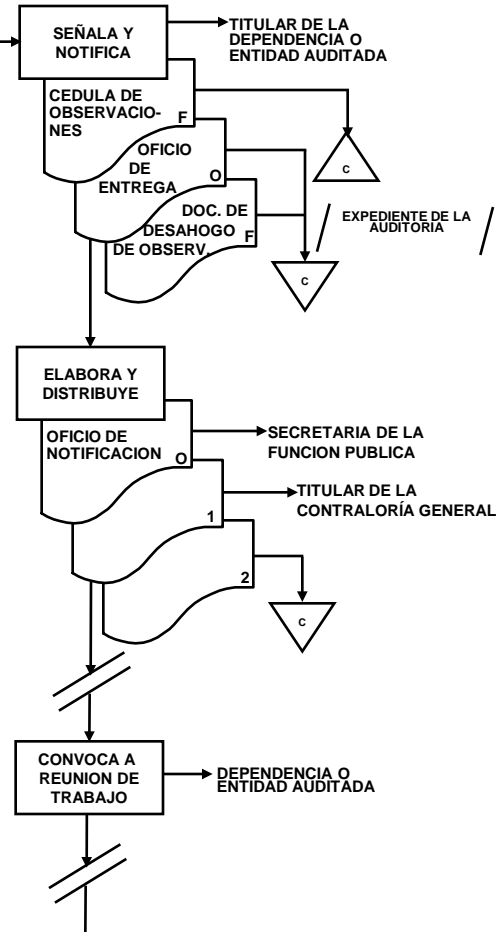 SEÑALA Y
NOTIFICA
TITULAR DE LA
DEPENDENCIA O
ENTIDAD AUDITADA
CEDULA DE
OBSERVACIO-
NES
F
OFICIO
DE
ENTREGA
O
C
DOC. DE
DESAHOGO
DE OBSERV.
F
EXPEDIENTE DE LA
AUDITORIA
C
ELABORA Y
DISTRIBUYE
OFICIO DE
NOTIFICACION
O
SECRETARIA DE LA
FUNCION PUBLICA
1
TITULAR DE LA
CONTRALORÍA GENERAL
2
C
CONVOCA A
REUNION DE
TRABAJO
DEPENDENCIA O
ENTIDAD AUDITADA